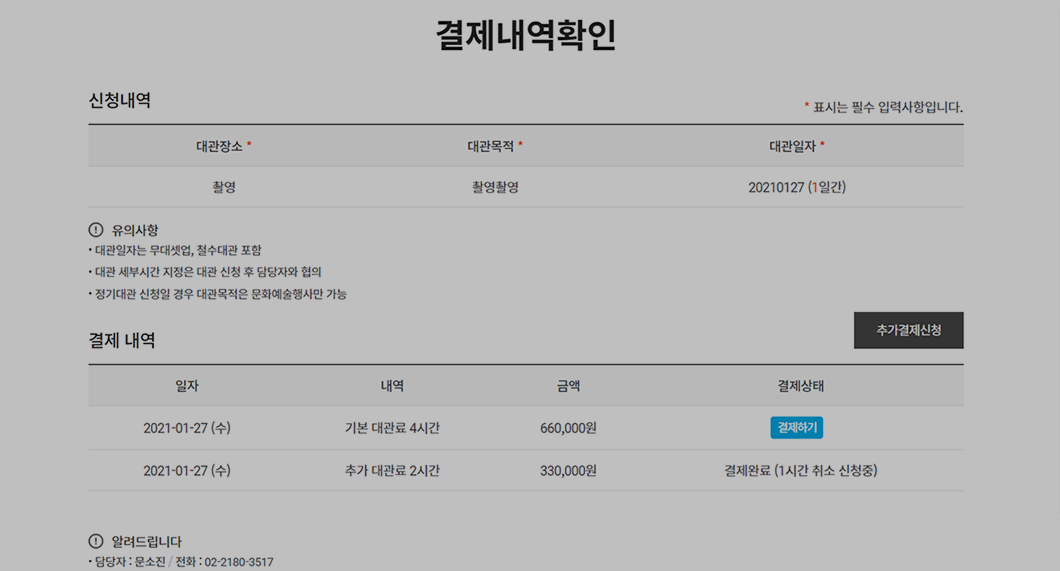 결제내역확인
신청내역
* 표시는 필수 입력사항입니다.
대관장소 * 대관목적 * 대관일자 *
촬영 촬영촬영 20210127 (1일간)
유의사항
• 대관일자는 무대셋업, 철수대관 포함
• 대관 세부시간 지정은 대관 신청 후 담당자와 협의
• 정기대관 신청일 경우 대관목적은 문화예술행사만 가능
추가결제신청
결제 내역
일자 내역 금액 결제상태
2021-01-27 (수) 기본 대관료 4시간 660,000원 결제하기
2021-01-27 (수) 추가 대관료 2시간 330,000원 결제완료 (1시간 취소 신청중)
알려드립니다
• 담당자 : 문소진 / 전화 : 02-2180-3517